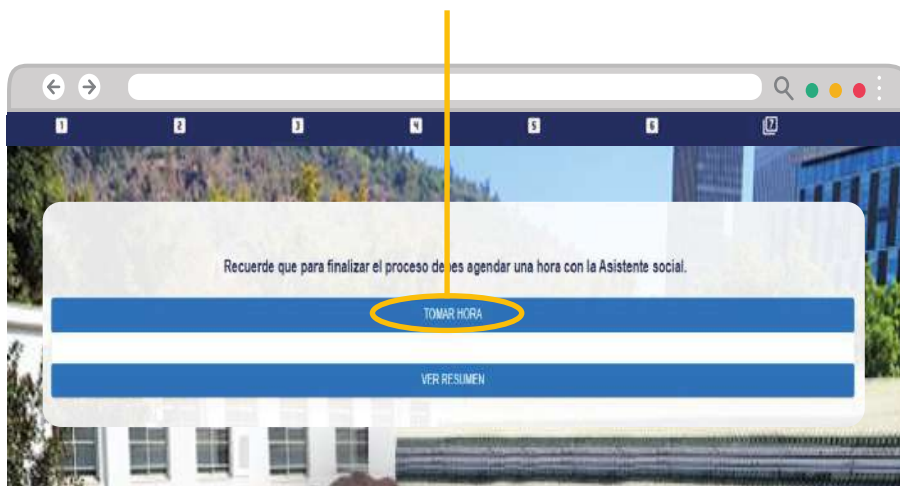 1 2 3 4 5 6 7
Recuerde que para finalizar el proceso debes agendar una hora con la Asistente social.
TOMAR HORA
VER RESUMEN